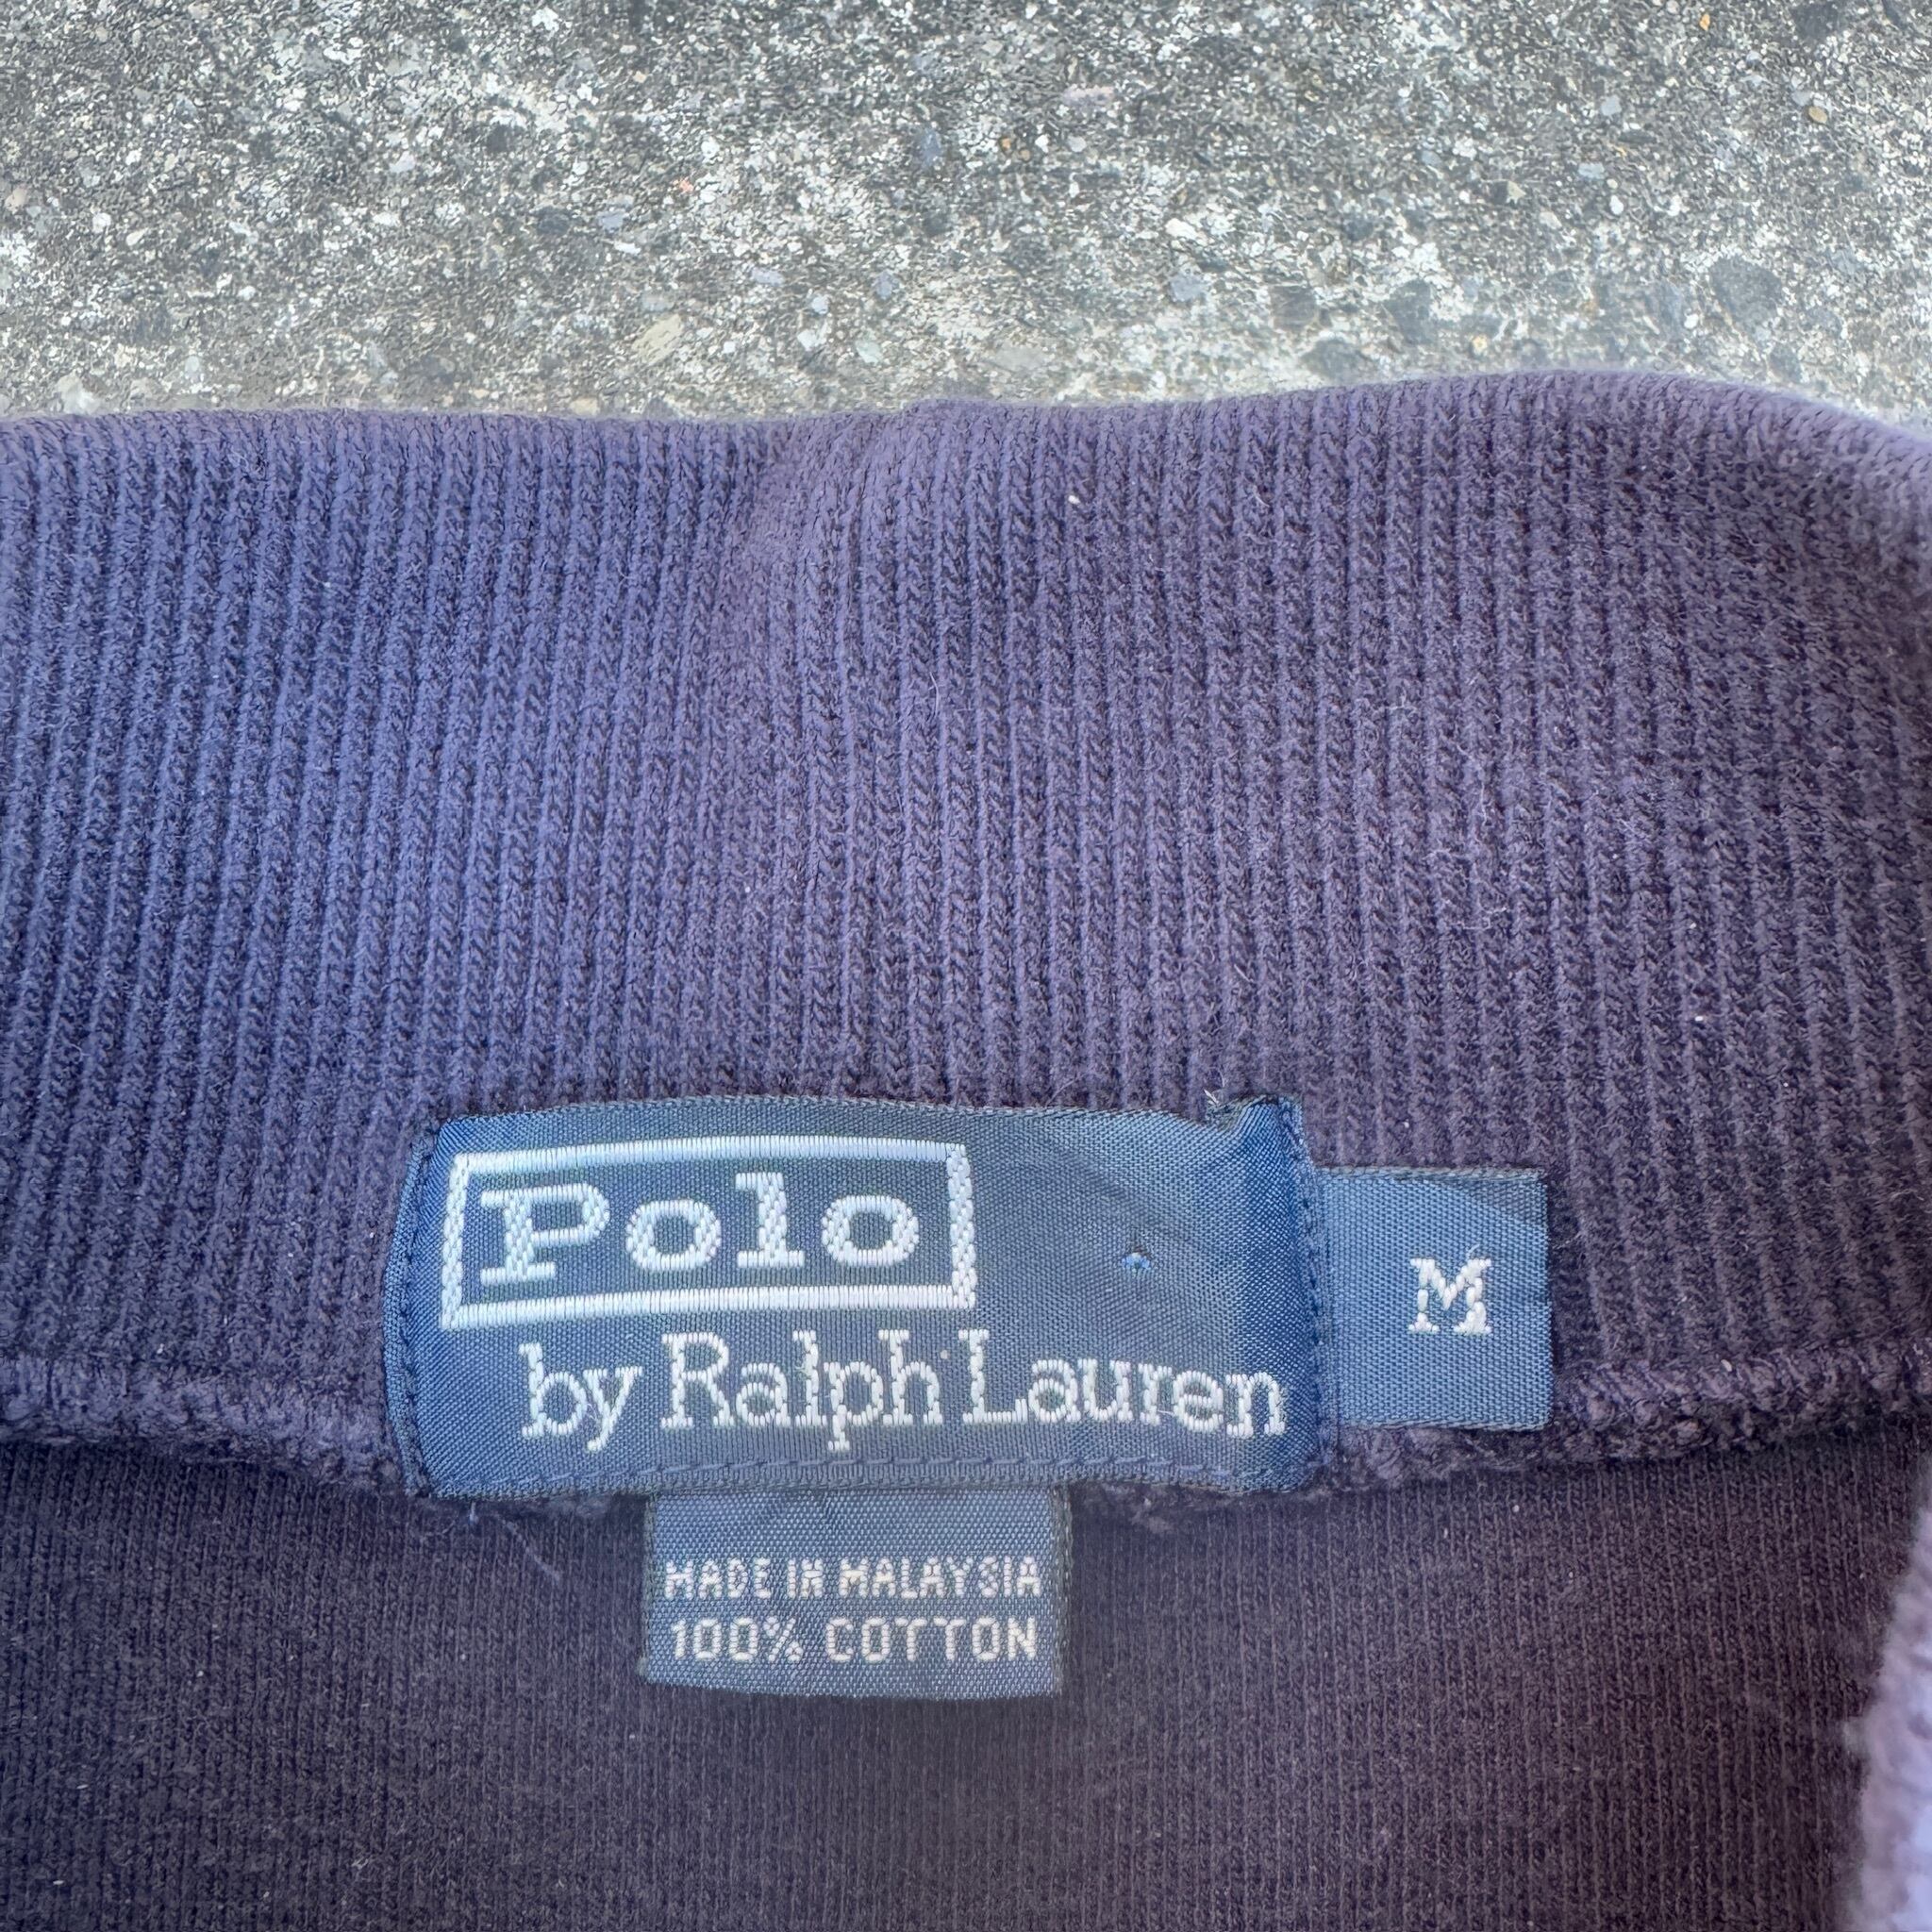 Polo
by Ralph Lauren
M
MADE IN MALAYSIA
100% COTTON